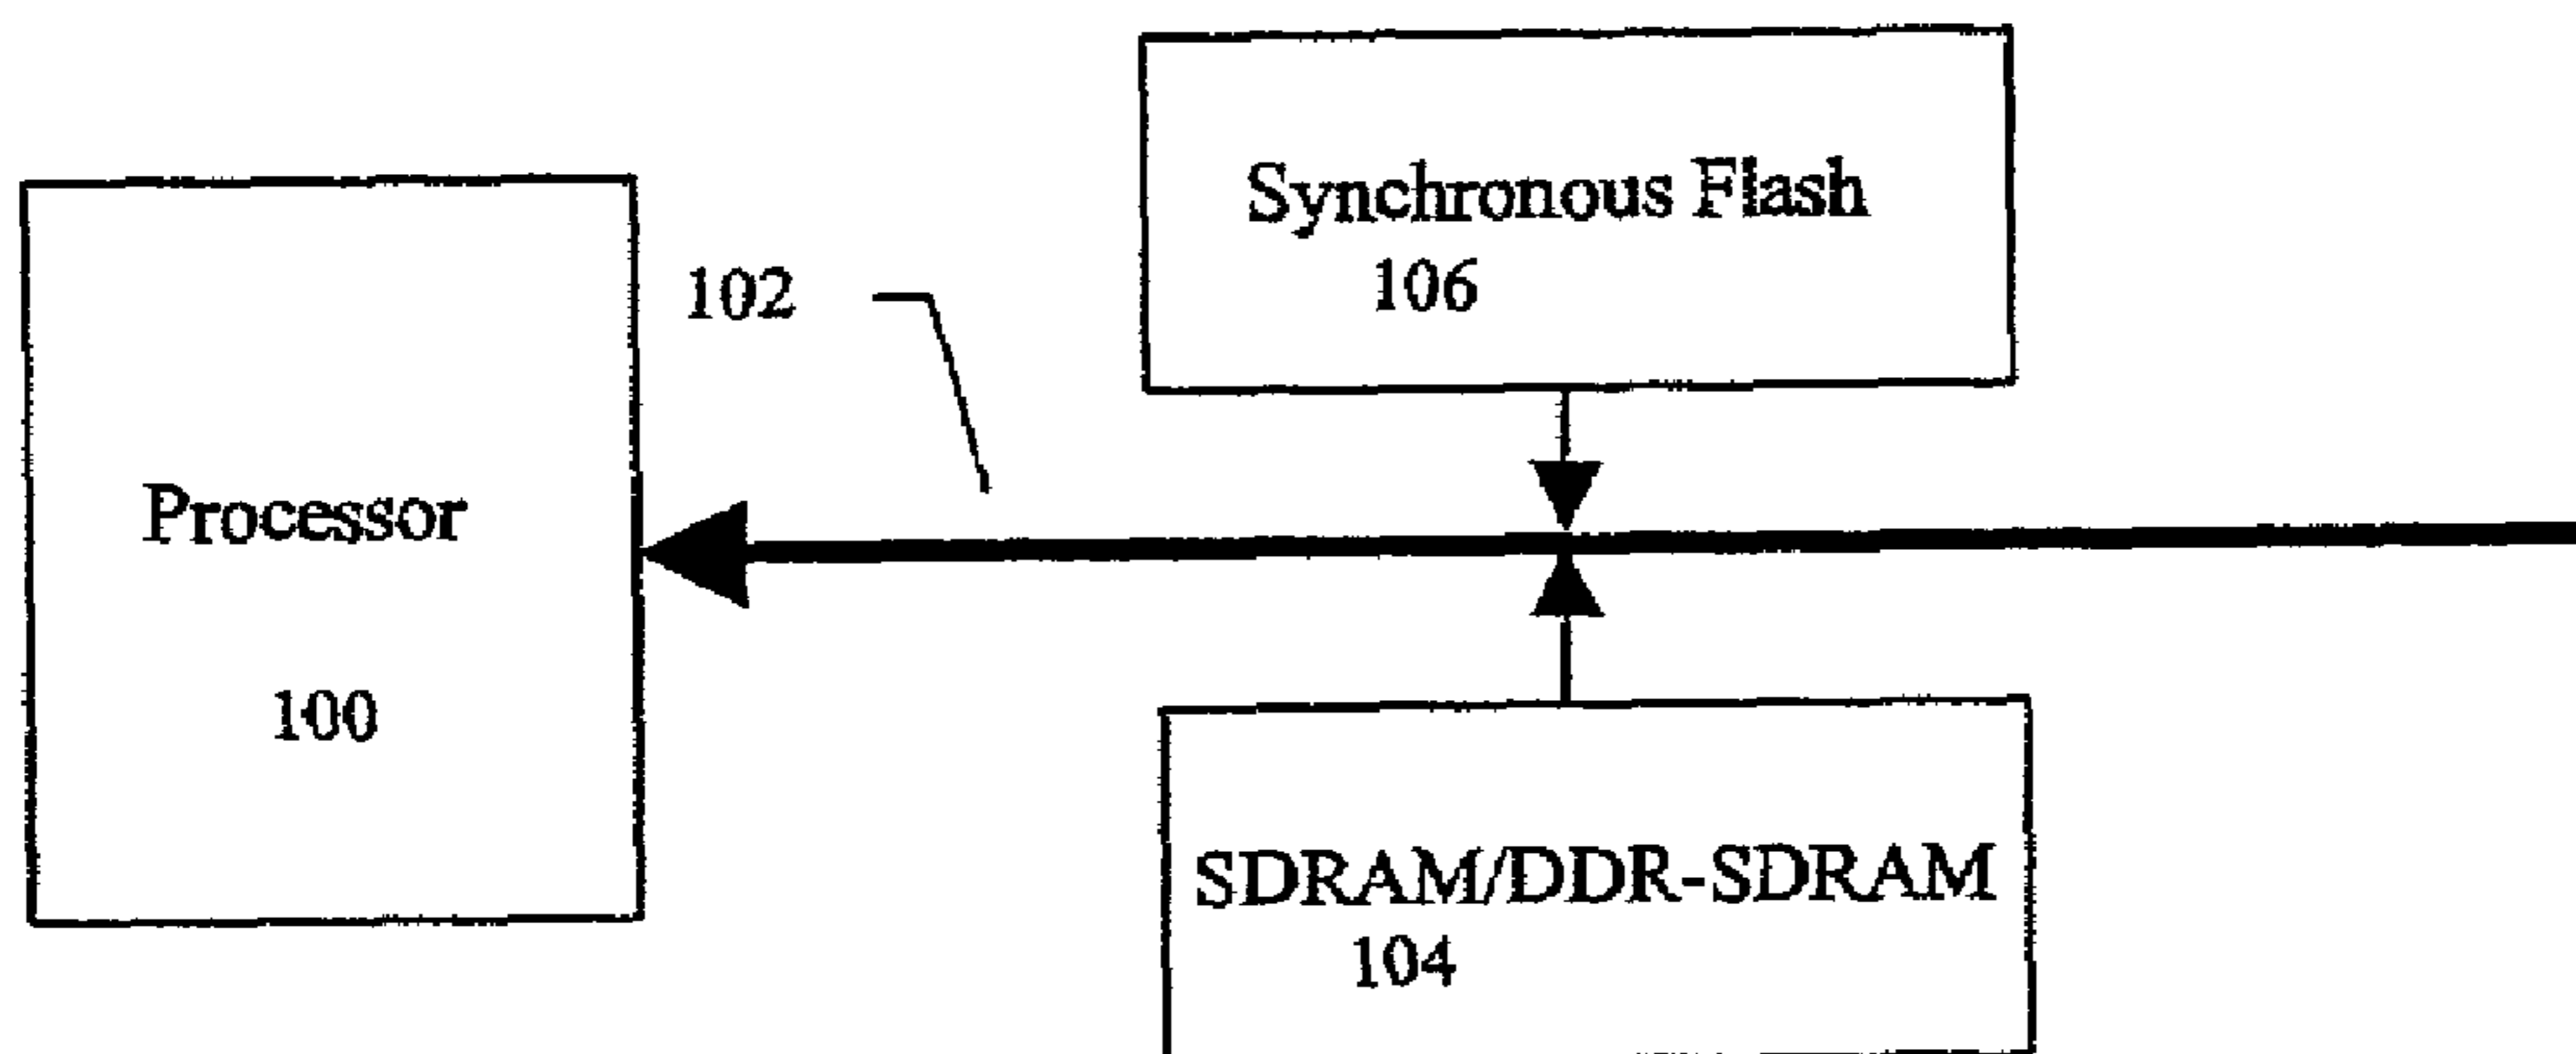 Synchronous Flash
106
102
Processor
100
SDRAM/DDR-SDRAM
104